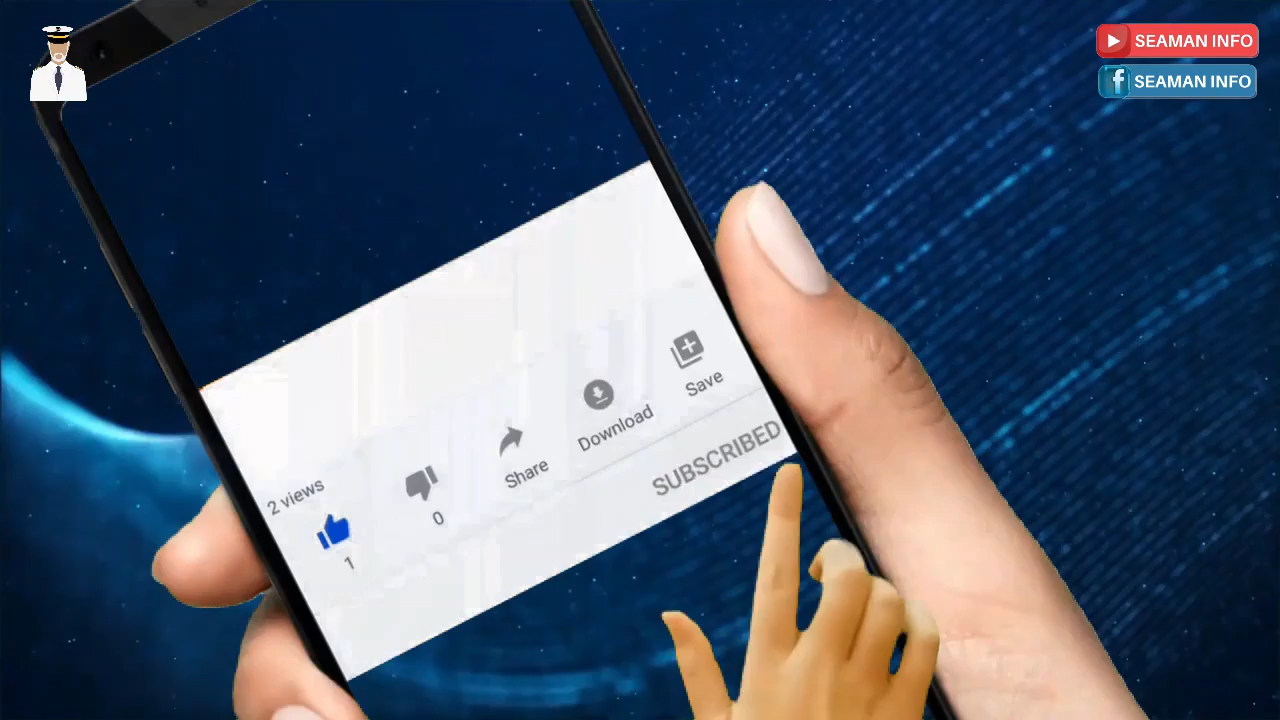 SEAMAN INFO
SEAMAN INFO
2 views
1
0
Share
Download
Save
SUBSCRIBED